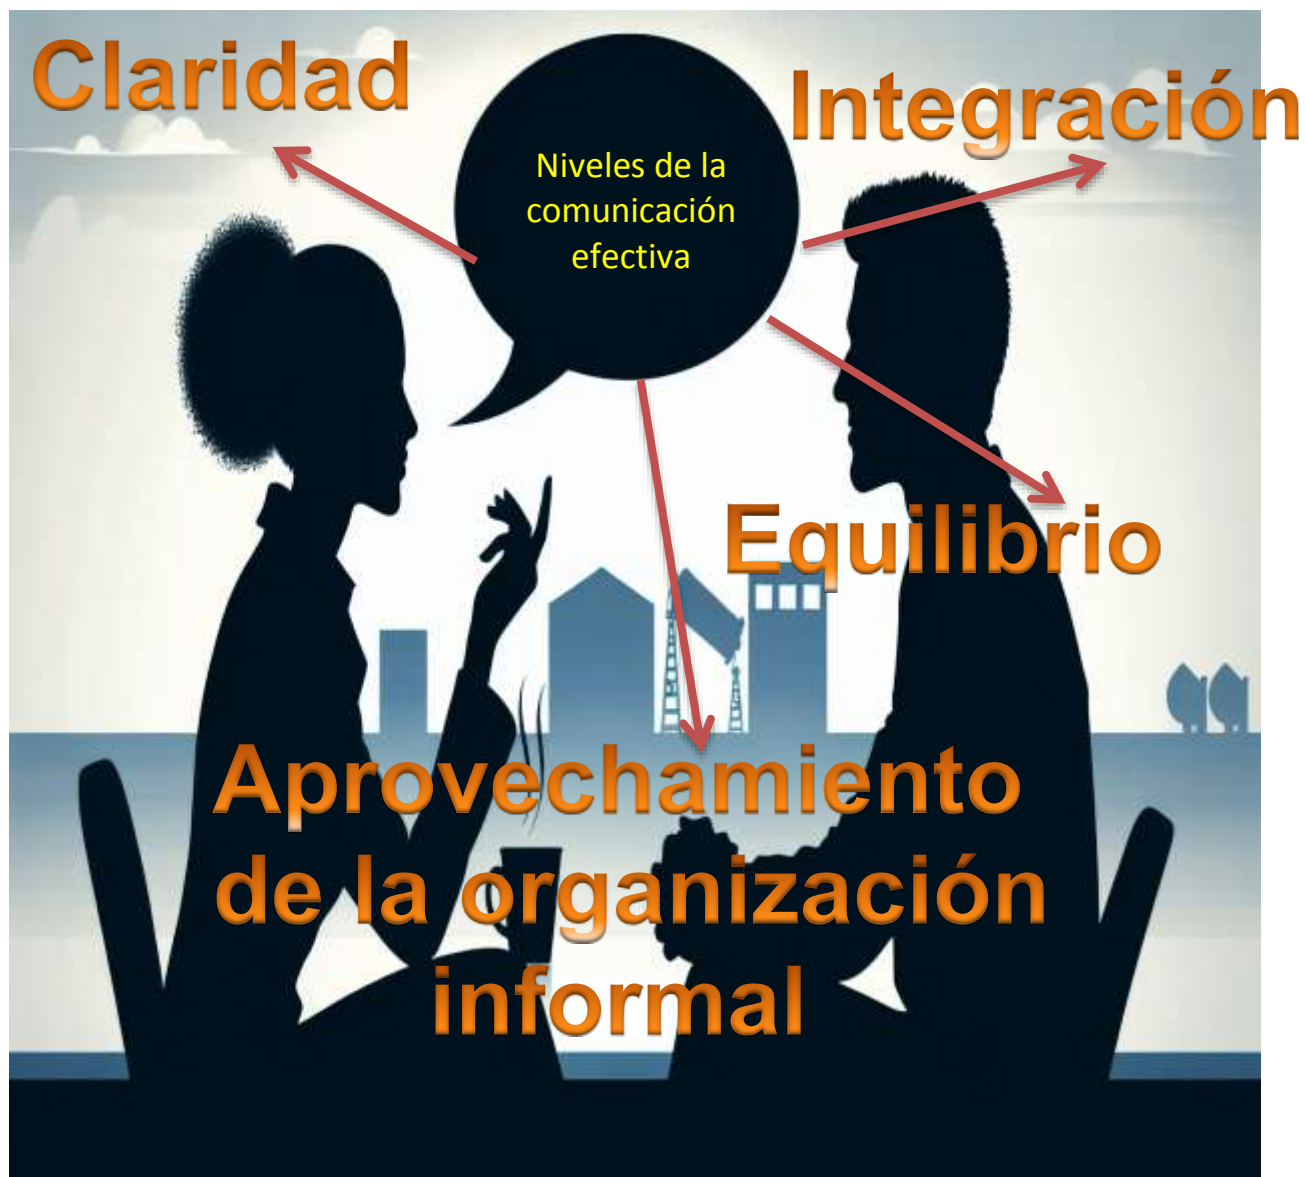 Claridad
Integración
Niveles de la
comunicación
efectiva
Equilibrio
Aprovechamiento
de la organización
informal